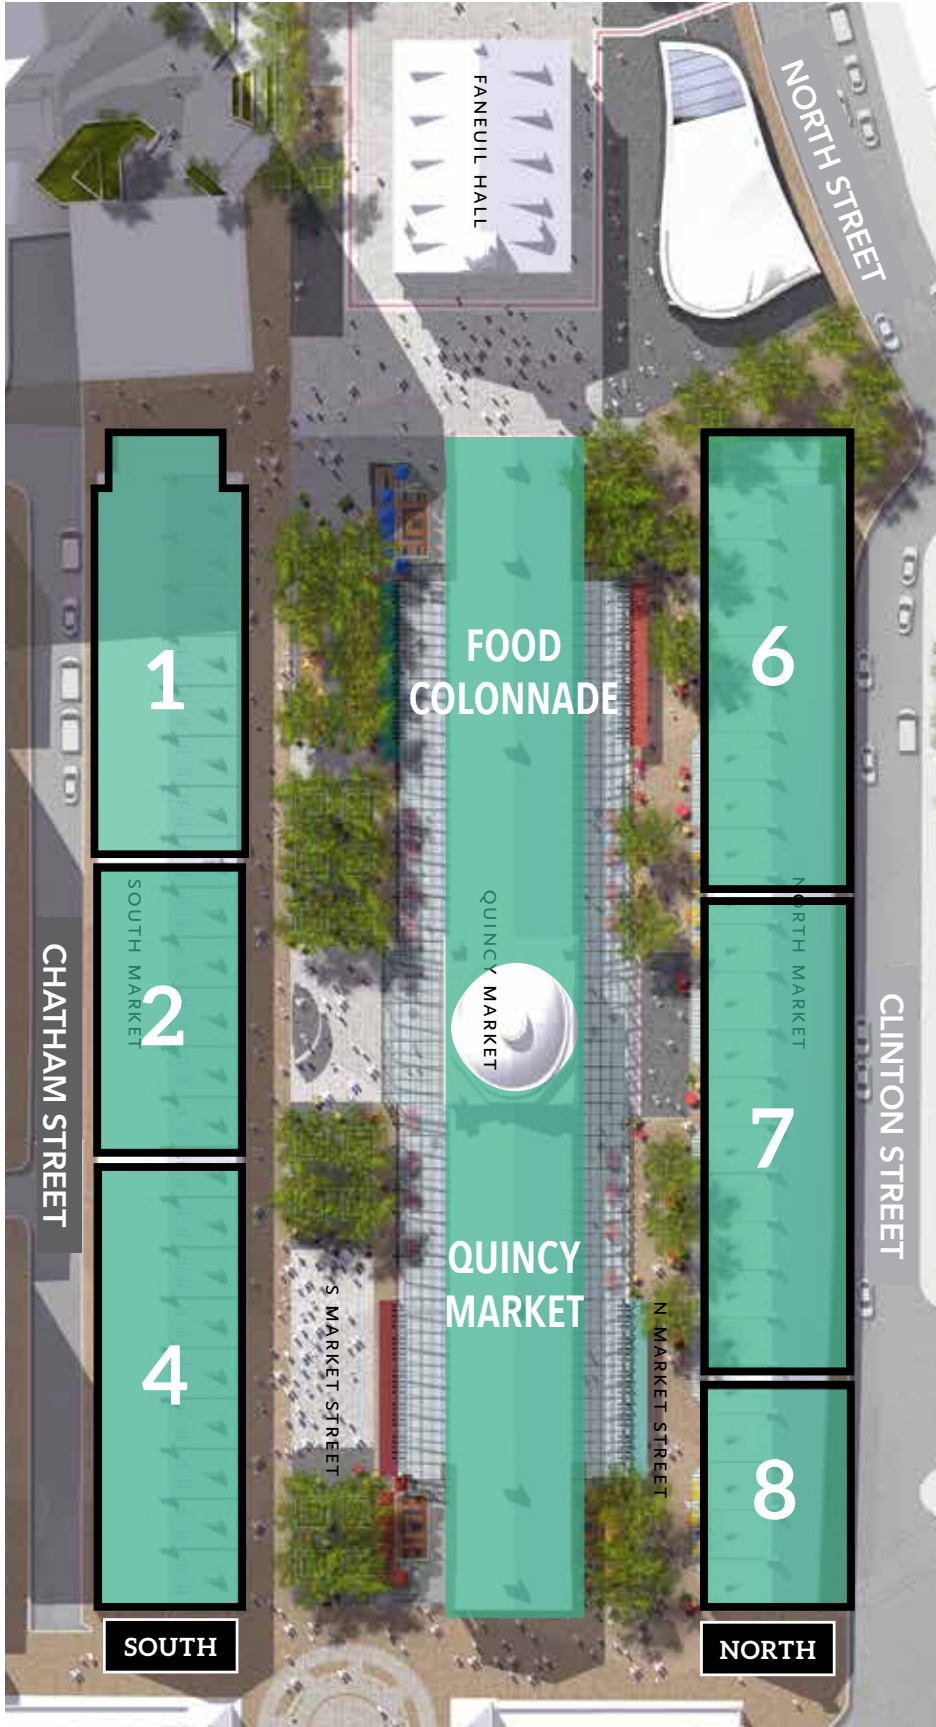 FANEUIL HALL
NORTH STREET
FOOD
COLONNADE
1
6
SOUTH MARKET
2
QUINCY MARKET
NORTH MARKET
CHATHAM STREET
CLINTON STREET
7
QUINCY
MARKET
4
S MARKET STREET
N MARKET STREET
8
SOUTH
NORTH